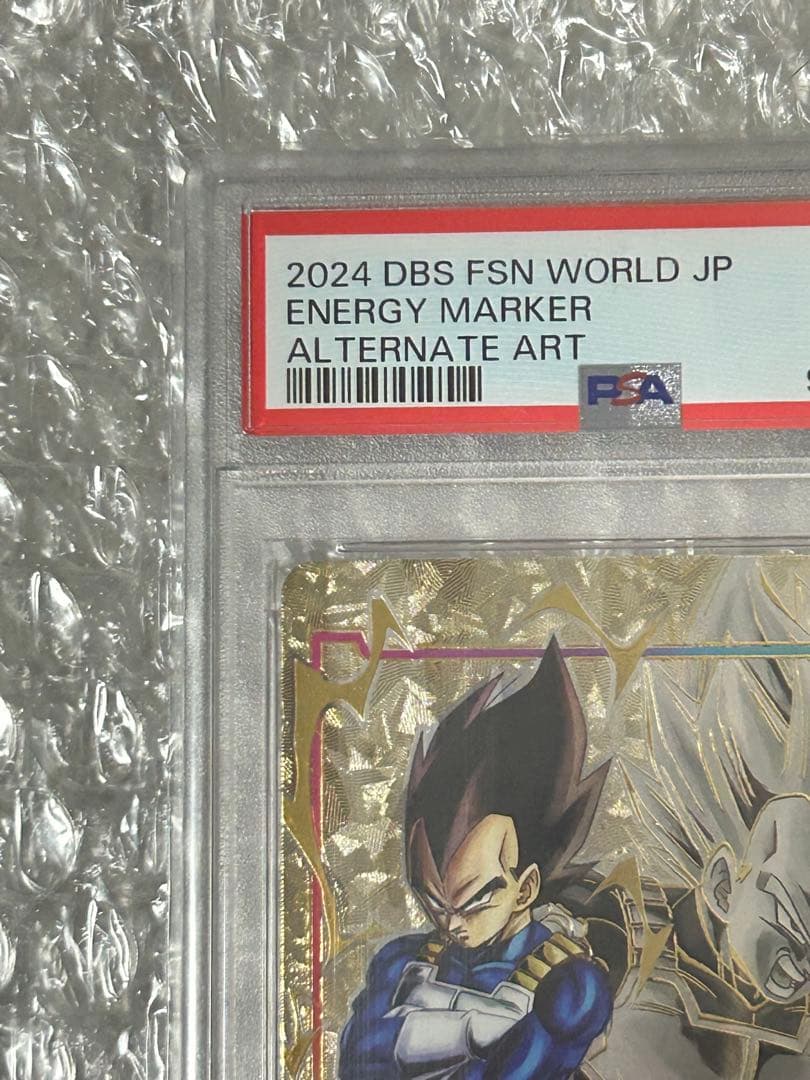 2024 DBS FSN WORLD JP
ENERGY MARKER
ALTERNATE ART
PSA